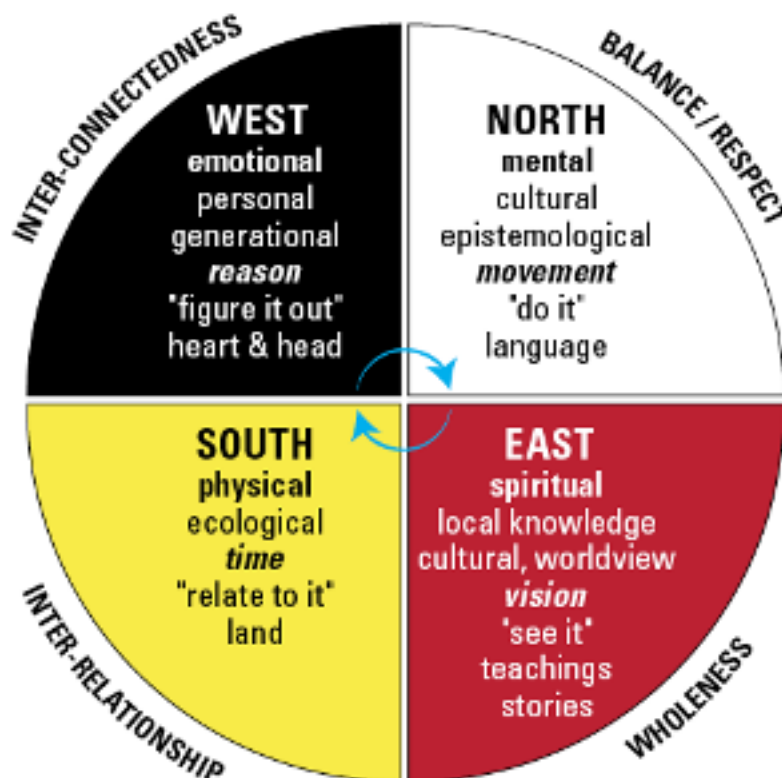 INTER-CONNECTEDNESS
BALANCE / RESPECT
WEST
emotional
personal
generational
reason
"figure it out"
heart & head
NORTH
mental
cultural
epistemological
movement
"do it"
language
SOUTH
physical
ecological
time
"relate to it"
land
EAST
spiritual
local knowledge
cultural, worldview
vision
"see it"
teachings
stories
INTER-RELATIONSHIP
WHOLENESS